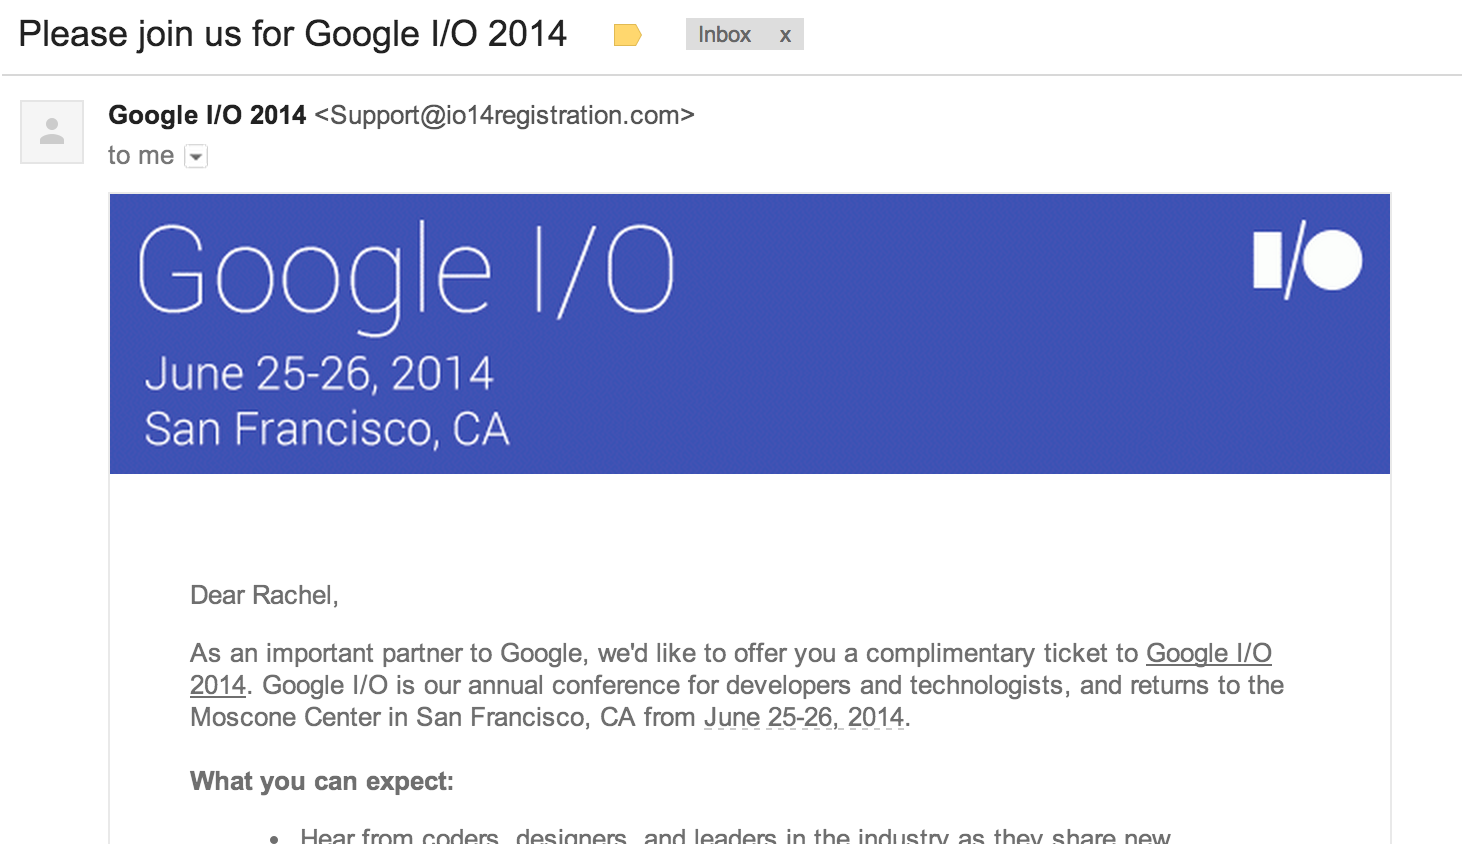 Please join us for Google I/O 2014
Inbox x
Google I/O 2014 <Support@io14registration.com>
to me
Google I/O
I/O
June 25-26, 2014
San Francisco, CA
Dear Rachel,
As an important partner to Google, we'd like to offer you a complimentary ticket to Google I/O
2014. Google I/O is our annual conference for developers and technologists, and returns to the
Moscone Center in San Francisco, CA from June 25-26, 2014.
What you can expect:
• Hear from coders, designers, and leaders in the industry as they share new